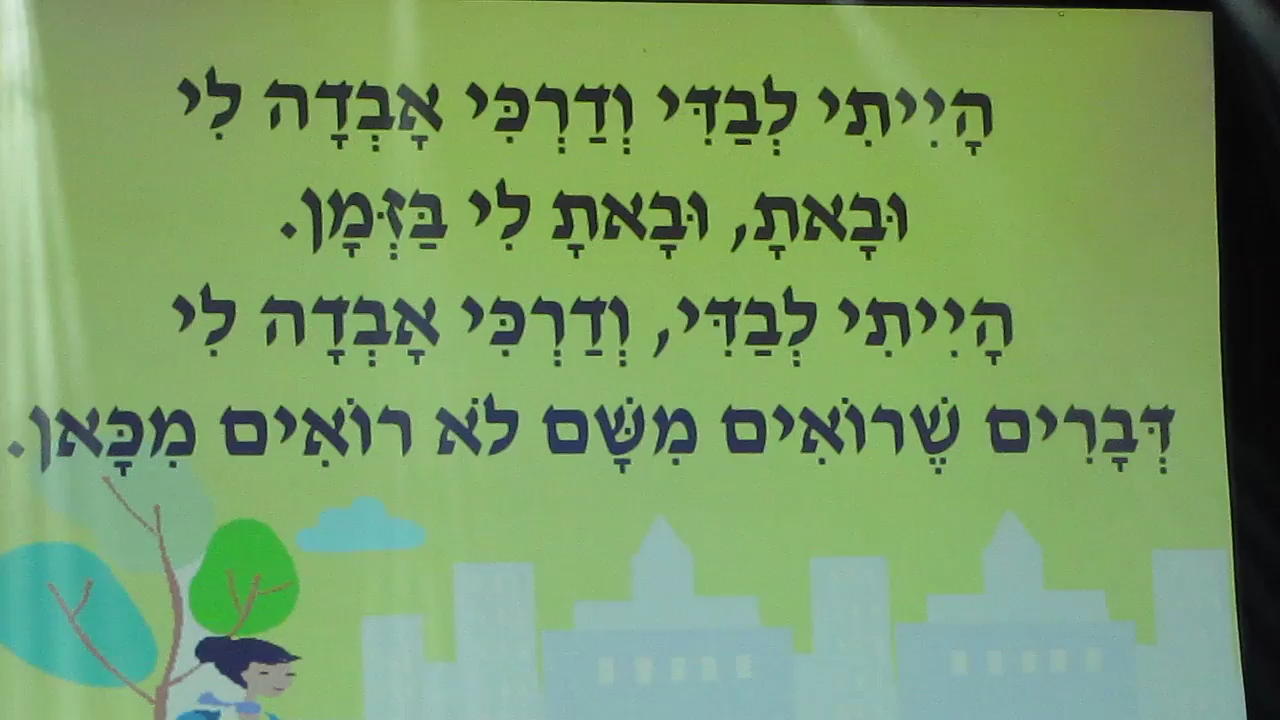 הָיִיתִי לְבַדִּי וְדַרְכִּי אָבְדָה לִי
וּבָאתָ, וּבָאתָ לִי בַּזְּמָן.
הָיִיתִי לְבַדִּי, וְדַרְכִּי אָבְדָה לִי
דְּבָרִים שֶׁרוֹאִים מִשָּׁם לֹא רוֹאִים מִכָּאן.